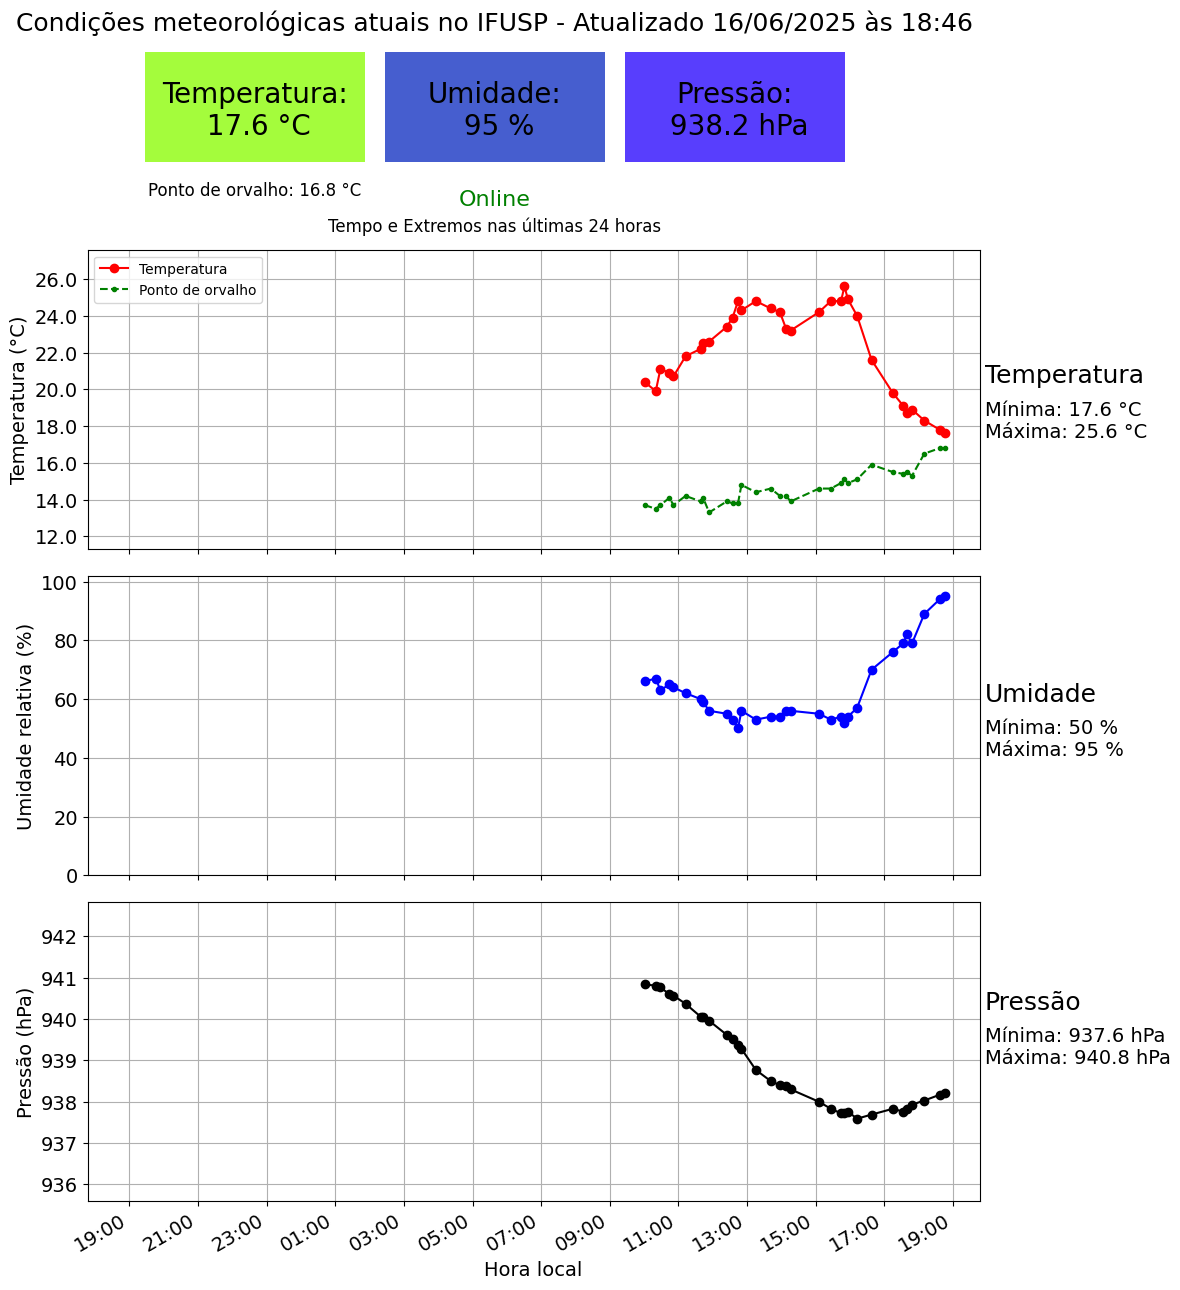 Condições meteorológicas atuais no IFUSP - Atualizado 16/06/2025 às 18:46
Temperatura:
17.6 °C
Umidade:
95 %
Pressão:
938.2 hPa
Ponto de orvalho: 16.8 °C
Online
Tempo e Extremos nas últimas 24 horas
Temperatura
Ponto de orvalho
Temperatura (°C)
26.0
24.0
22.0
20.0
18.0
16.0
14.0
12.0
Temperatura
Mínima: 17.6 °C
Máxima: 25.6 °C
Umidade relativa (%)
100
80
60
40
20
0
Umidade
Mínima: 50 %
Máxima: 95 %
Pressão (hPa)
942
941
940
939
938
937
936
Pressão
Mínima: 937.6 hPa
Máxima: 940.8 hPa
19:00
21:00
23:00
01:00
03:00
05:00
07:00
09:00
11:00
13:00
15:00
17:00
19:00
Hora local